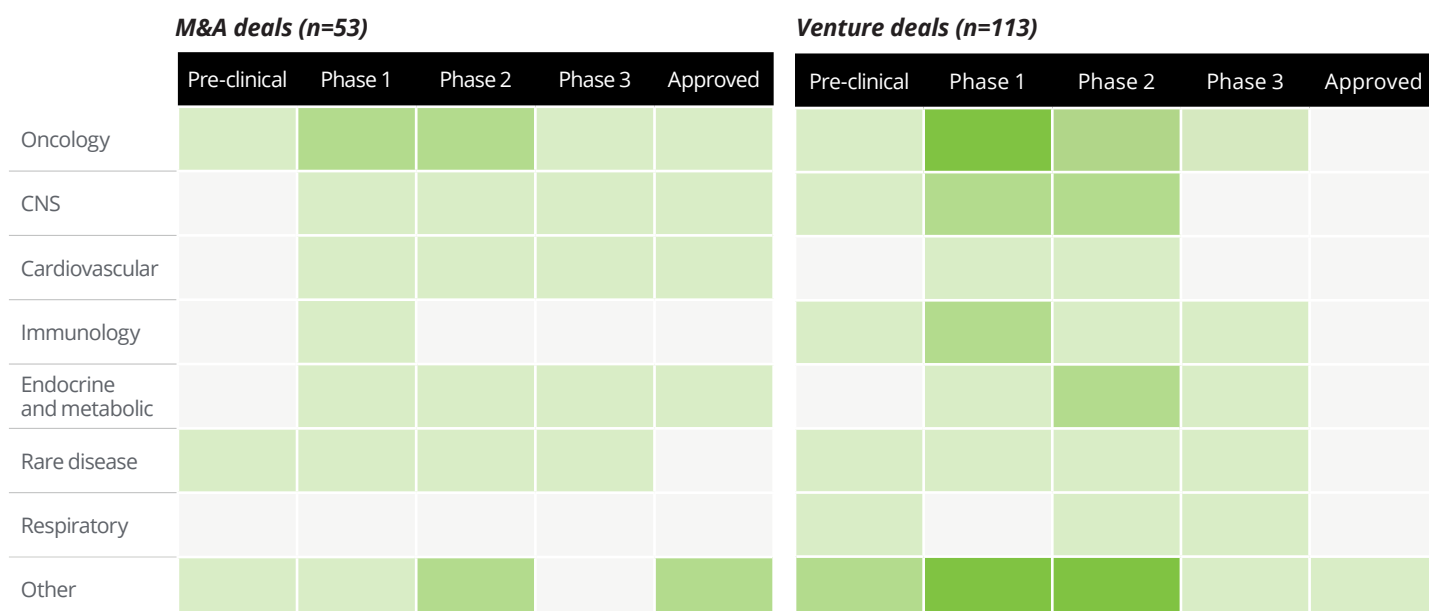 M&A deals (n=53)
Venture deals (n=113)
Pre-clinical Phase 1 Phase 2 Phase 3 Approved
Pre-clinical Phase 1 Phase 2 Phase 3 Approved
Oncology
CNS
Cardiovascular
Immunology
Endocrine
and metabolic
Rare disease
Respiratory
Other